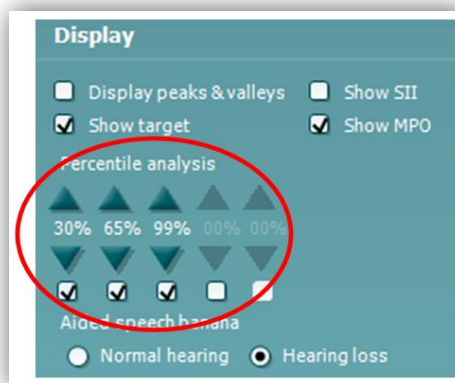 Display
Display peaks & valleys Show SII
Show target Show MPO
Percentile analysis
30% 65% 99% 00% 00%
Aided speech banana
Normal hearing Hearing loss